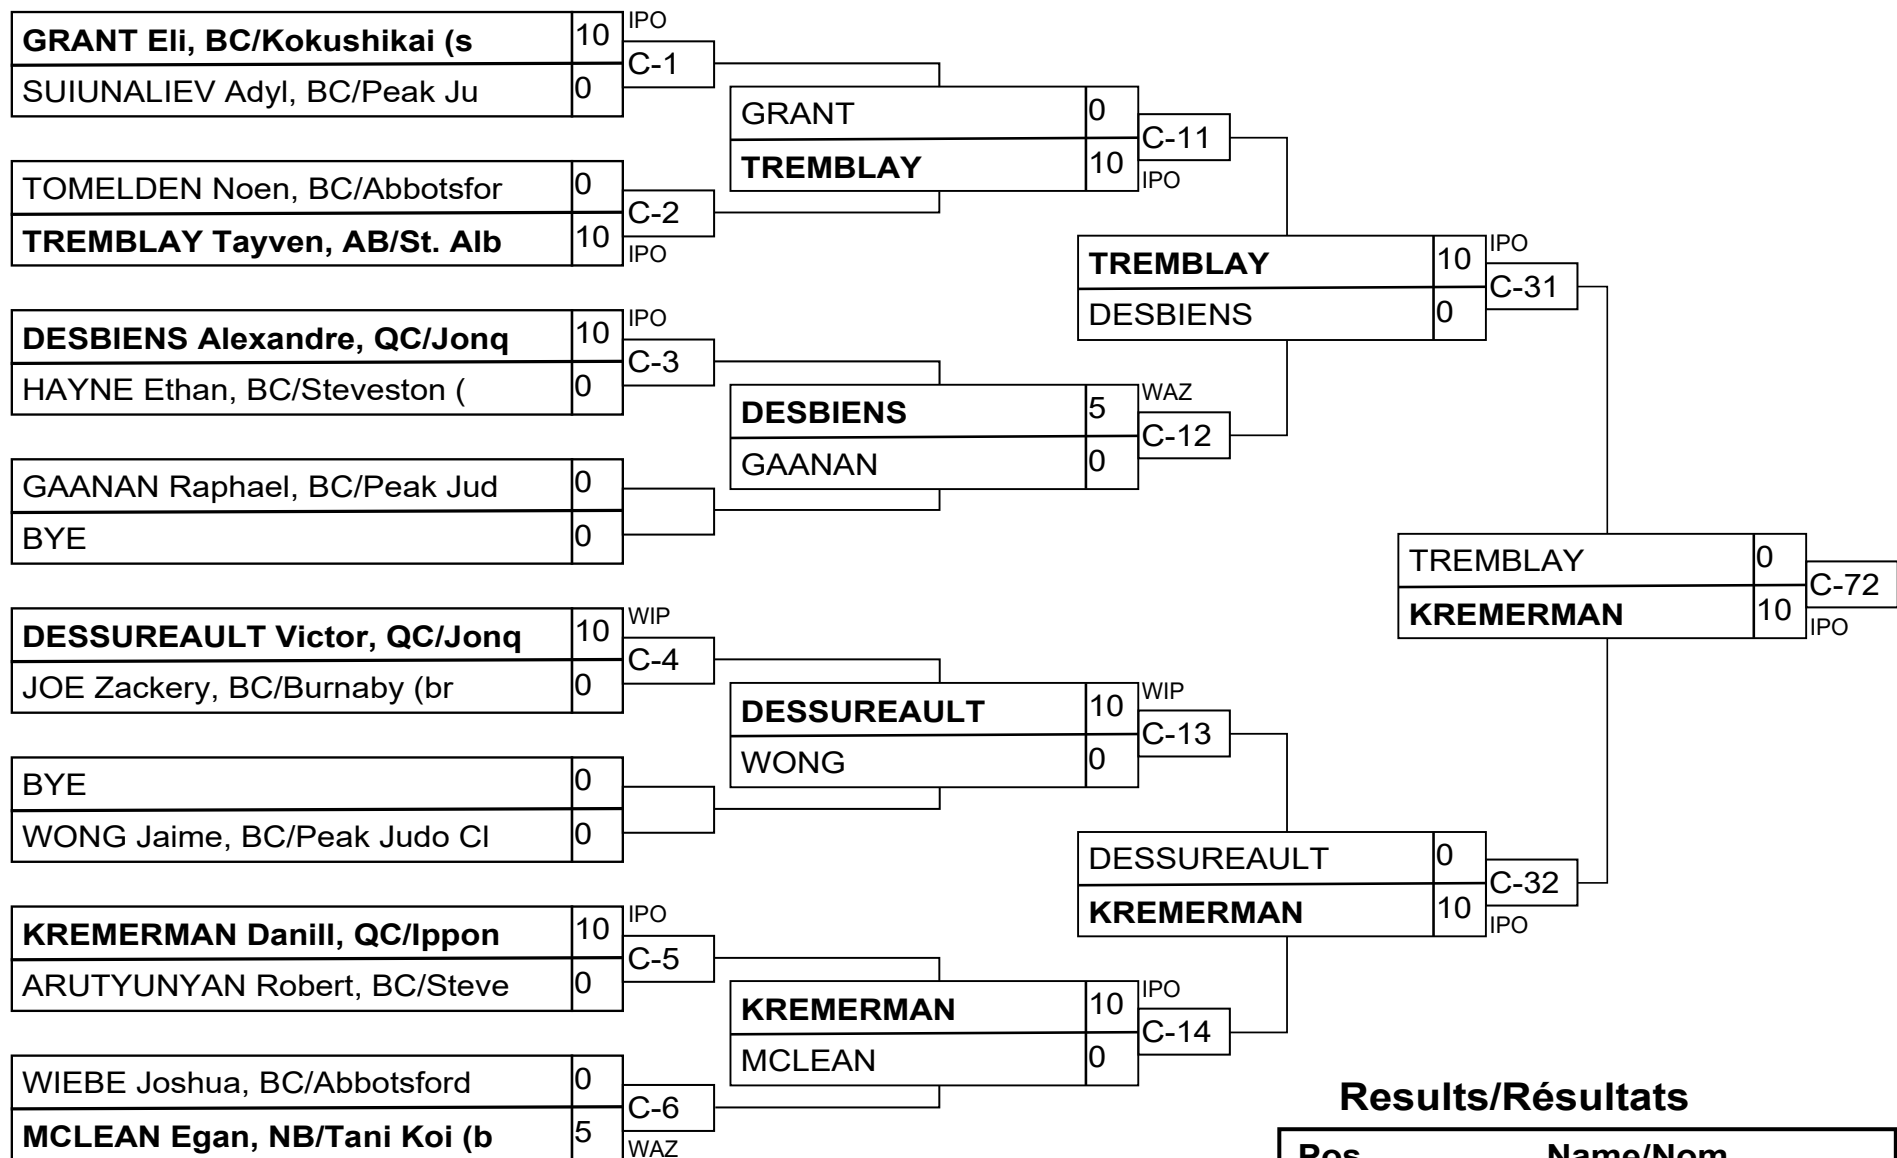 GRANT Eli, BC/Kokushikai (s 10 IPO
C-1
SUIUNALIEV Adyl, BC/Peak Ju 0
TOMELDEN Noen, BC/Abbotsfor 0
C-2
TREMBLAY Tayven, AB/St. Alb 10 IPO
DESBIENS Alexandre, QC/Jonq 10 IPO
C-3
HAYNE Ethan, BC/Steveston ( 0
GAANAN Raphael, BC/Peak Jud 0
BYE 0
DESSUREAULT Victor, QC/Jonq 10 WIP
C-4
JOE Zackery, BC/Burnaby (br 0
BYE 0
WONG Jaime, BC/Peak Judo Cl 0
KREMERMAN Danill, QC/Ippon 10 IPO
C-5
ARUTYUNYAN Robert, BC/Steve 0
WIEBE Joshua, BC/Abbotsford 0
C-6
MCLEAN Egan, NB/Tani Koi (b 5 WAZ
GRANT 0
C-11
TREMBLAY 10 IPO
DESBIENS 5 WAZ
C-12
GAANAN 0
DESSUREAULT 10 WIP
C-13
WONG 0
KREMERMAN 10 IPO
C-14
MCLEAN 0
TREMBLAY 10 IPO
C-31
DESBIENS 0
DESSUREAULT 0
C-32
KREMERMAN 10 IPO
TREMBLAY 0
C-72
KREMERMAN 10 IPO
Results/Résultats
Pos Name/Nom